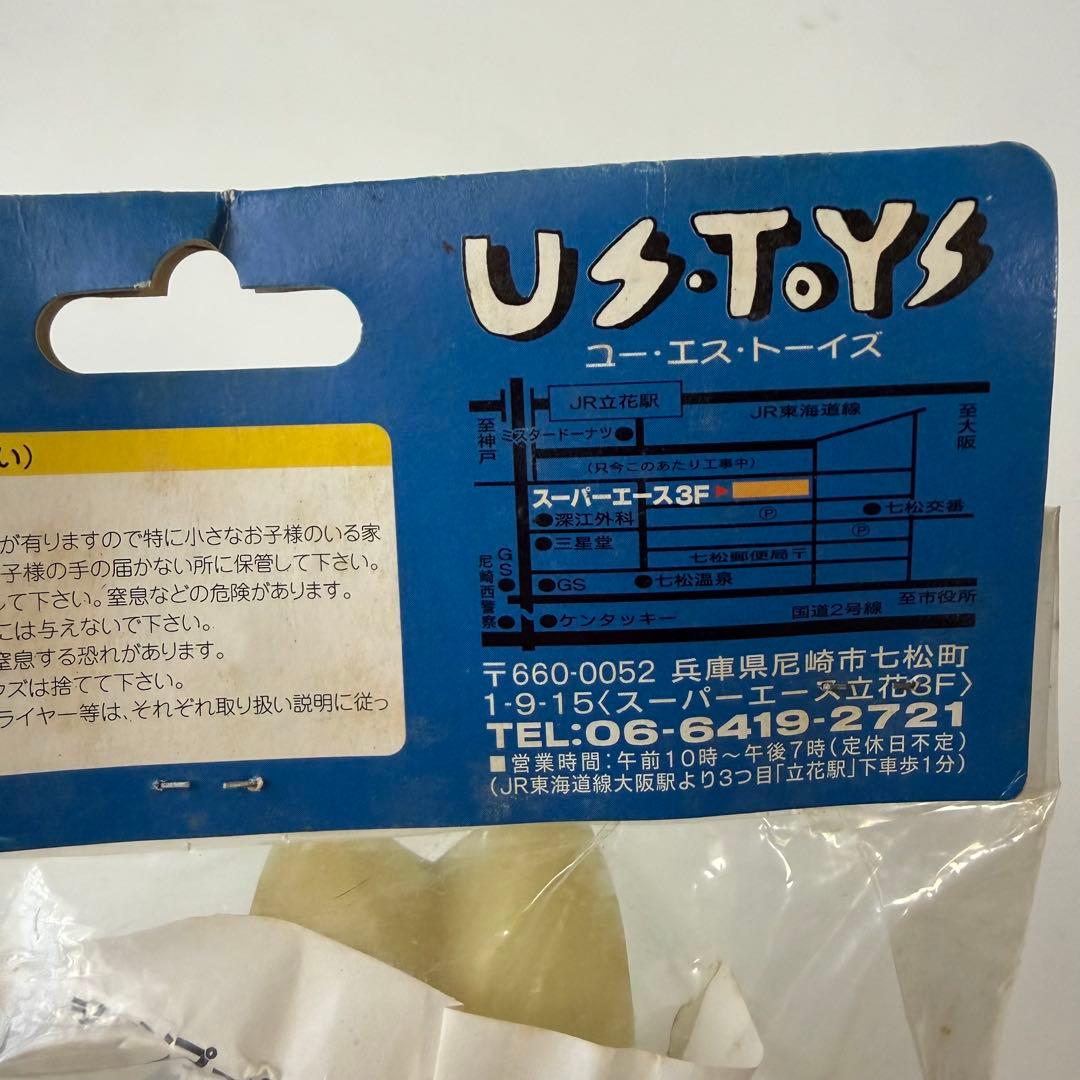 US・TOYS
ユー・エス・トーイズ
JR立花駅
JR東海道線
至神戸
至大阪
ミスタードーナツ
(只今このあたり工事中)
スーパーエース3F
深江外科
Ⓟ
七松交番
三星堂
Ⓟ
七松郵便局〒
GS
尼崎西警察
GS
七松温泉
至市役所
ケンタッキー
国道2号線
〒660-0052 兵庫県尼崎市七松町
1-9-15〈スーパーエース立花3F〉
TEL:06-6419-2721
■営業時間:午前10時～午後7時(定休日不定)
(JR東海道線大阪駅より3つ目「立花駅」下車歩1分)
い)
が有りますので特に小さなお子様のいる家
子様の手の届かない所に保管して下さい。
して下さい。窒息などの危険があります。
こは与えないで下さい。
窒息する恐れがあります。
ズは捨てて下さい。
ライヤー等は、それぞれ取り扱い説明に従っ